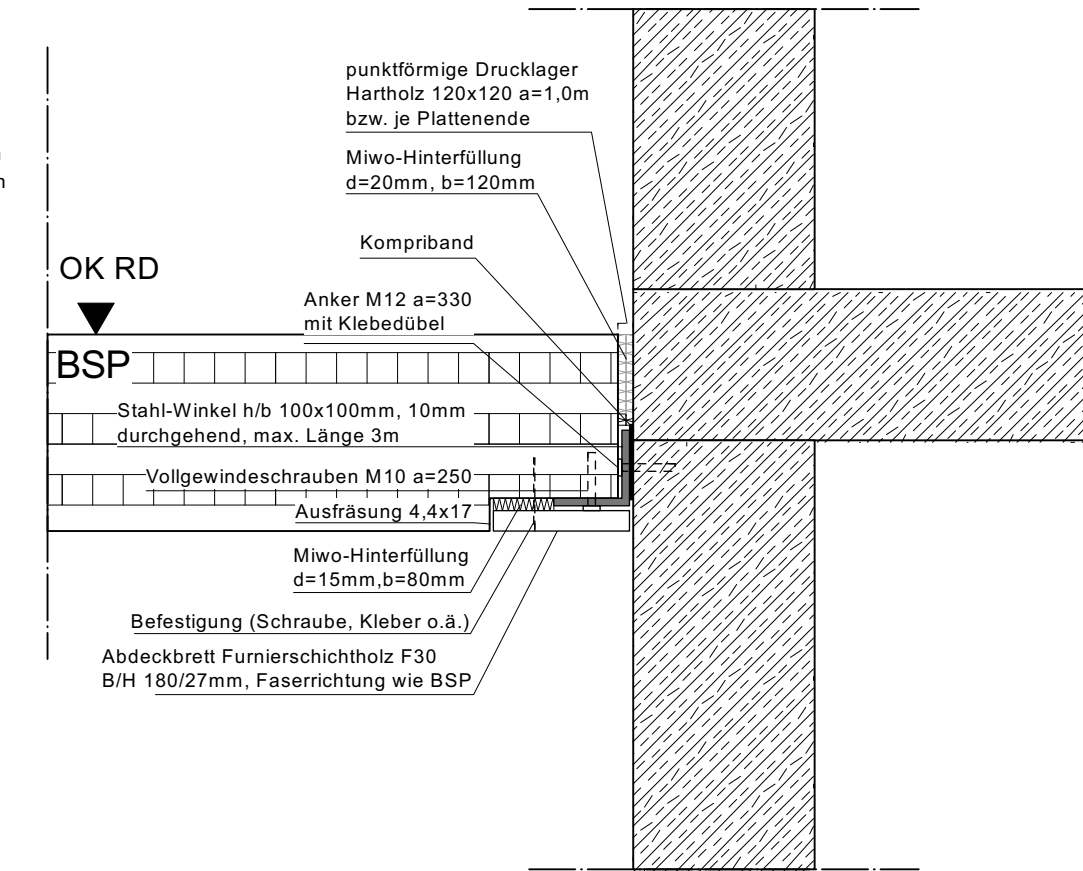 punktförmige Drucklager
Hartholz 120x120 a=1,0m
bzw. je Plattenende
Miwo-Hinterfüllung
d=20mm, b=120mm
Kompriband
OK RD
Anker M12 a=330
mit Klebedübel
BSP
Stahl-Winkel h/b 100x100mm, 10mm
durchgehend, max. Länge 3m
Vollgewindeschrauben M10 a=250
Ausfräsung 4,4x17
Miwo-Hinterfüllung
d=15mm,b=80mm
Befestigung (Schraube, Kleber o.ä.)
Abdeckbrett Furnierschichtholz F30
B/H 180/27mm, Faserrichtung wie BSP